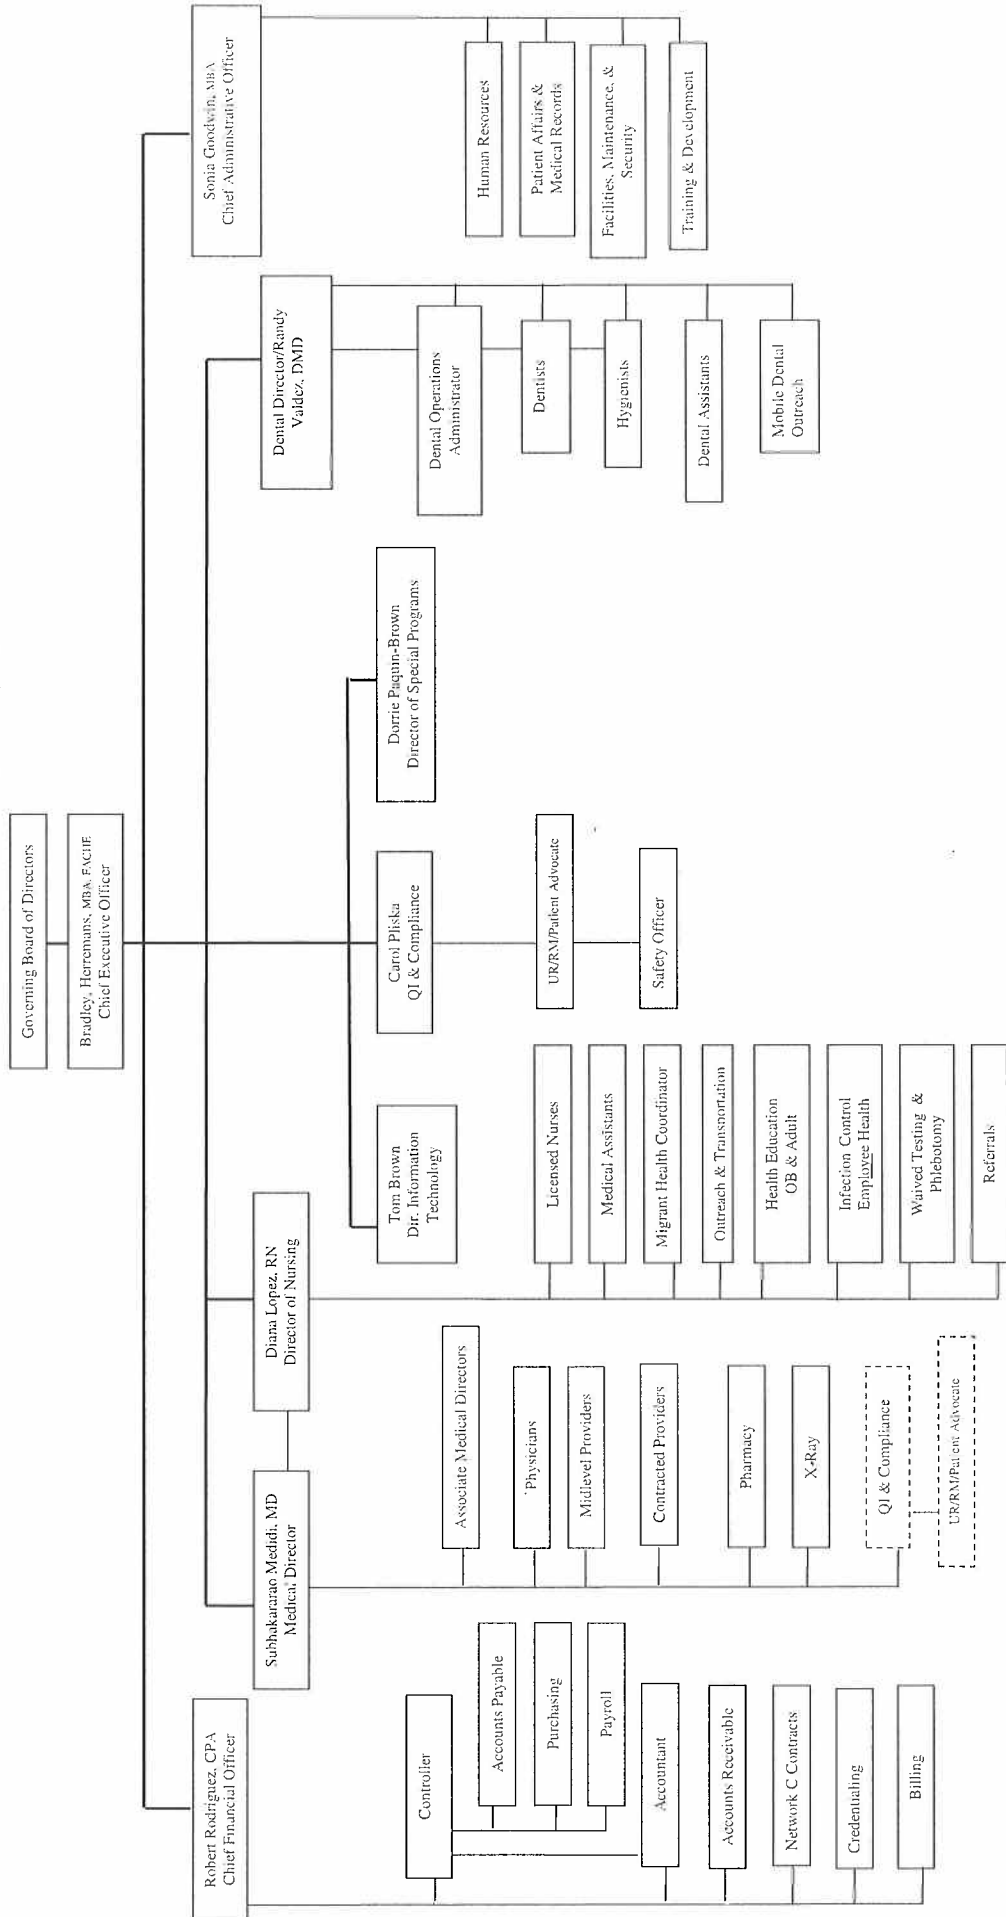 Governing Board of Directors
Bradley, Herremans, MBA, FACHE
Chief Executive Officer
Robert Rodriguez, CPA
Chief Financial Officer
Controller
Accounts Payable
Purchasing
Payroll
Accountant
Accounts Receivable
Network C Contracts
Credentiating
Billing
Subhakararao Medidi, MD
Medical Director
Associate Medical Directors
Physicians
Midlevel Providers
Contracted Providers
Pharmacy
X-Ray
QI & Compliance
UR/RM/Patient Advocate
Diana Lopez, RN
Director of Nursing
Licensed Nurses
Medical Assistants
Migrant Health Coordinator
Outreach & Transportation
Health Education
OB & Adult
Infection Control
Employee Health
Waived Testing &
Phlebotomy
Referrals
Tom Brown
Dir. Information
Technology
Carol Pliska
QI & Compliance
UR/RM/Patient Advocate
Safety Officer
Dorrie Paquin-Brown
Director of Special Programs
Dental Director/Randy
Valdez, DMD
Dental Operations
Administrator
Dentists
Hygienists
Dental Assistants
Mobile Dental
Outreach
Sonia Goodwin, MBA
Chief Administrative Officer
Human Resources
Patient Affairs &
Medical Records
Facilities, Maintenance, &
Security
Training & Development